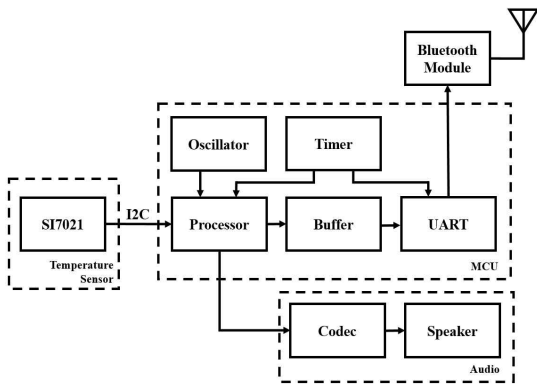 Bluetooth
Module
Oscillator
Timer
SI7021
I2C
Processor
Buffer
UART
Temperature
Sensor
MCU
Codec
Speaker
Audio